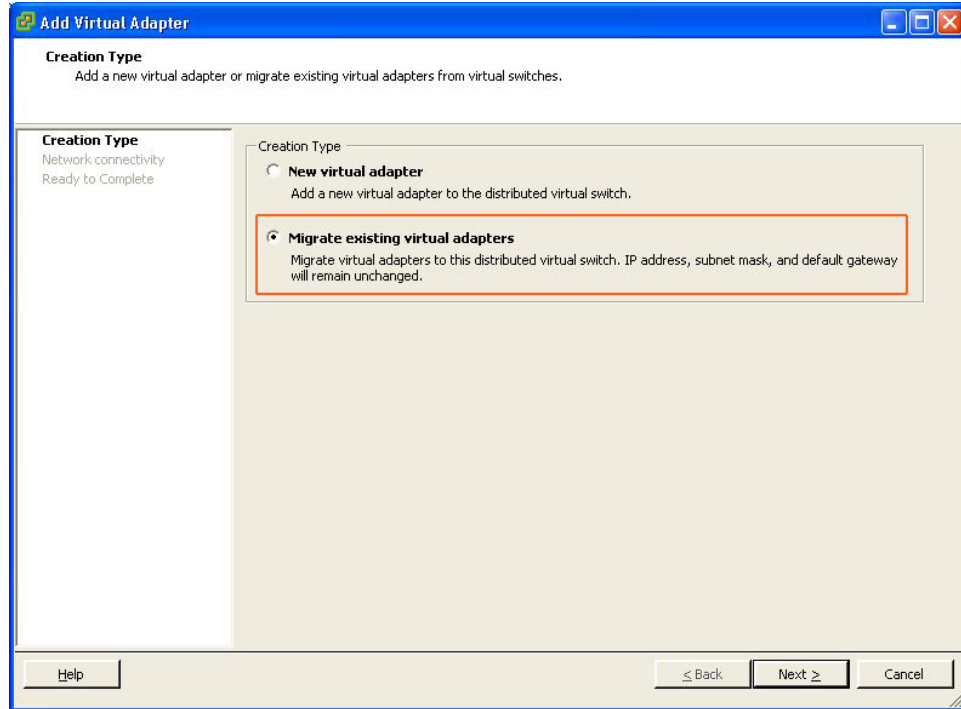 Add Virtual Adapter
Creation Type
Add a new virtual adapter or migrate existing virtual adapters from virtual switches.
Creation Type
Network connectivity
Ready to Complete
Creation Type
New virtual adapter
Add a new virtual adapter to the distributed virtual switch.
Migrate existing virtual adapters
Migrate virtual adapters to this distributed virtual switch. IP address, subnet mask, and default gateway
will remain unchanged.
Help
< Back
Next >
Cancel